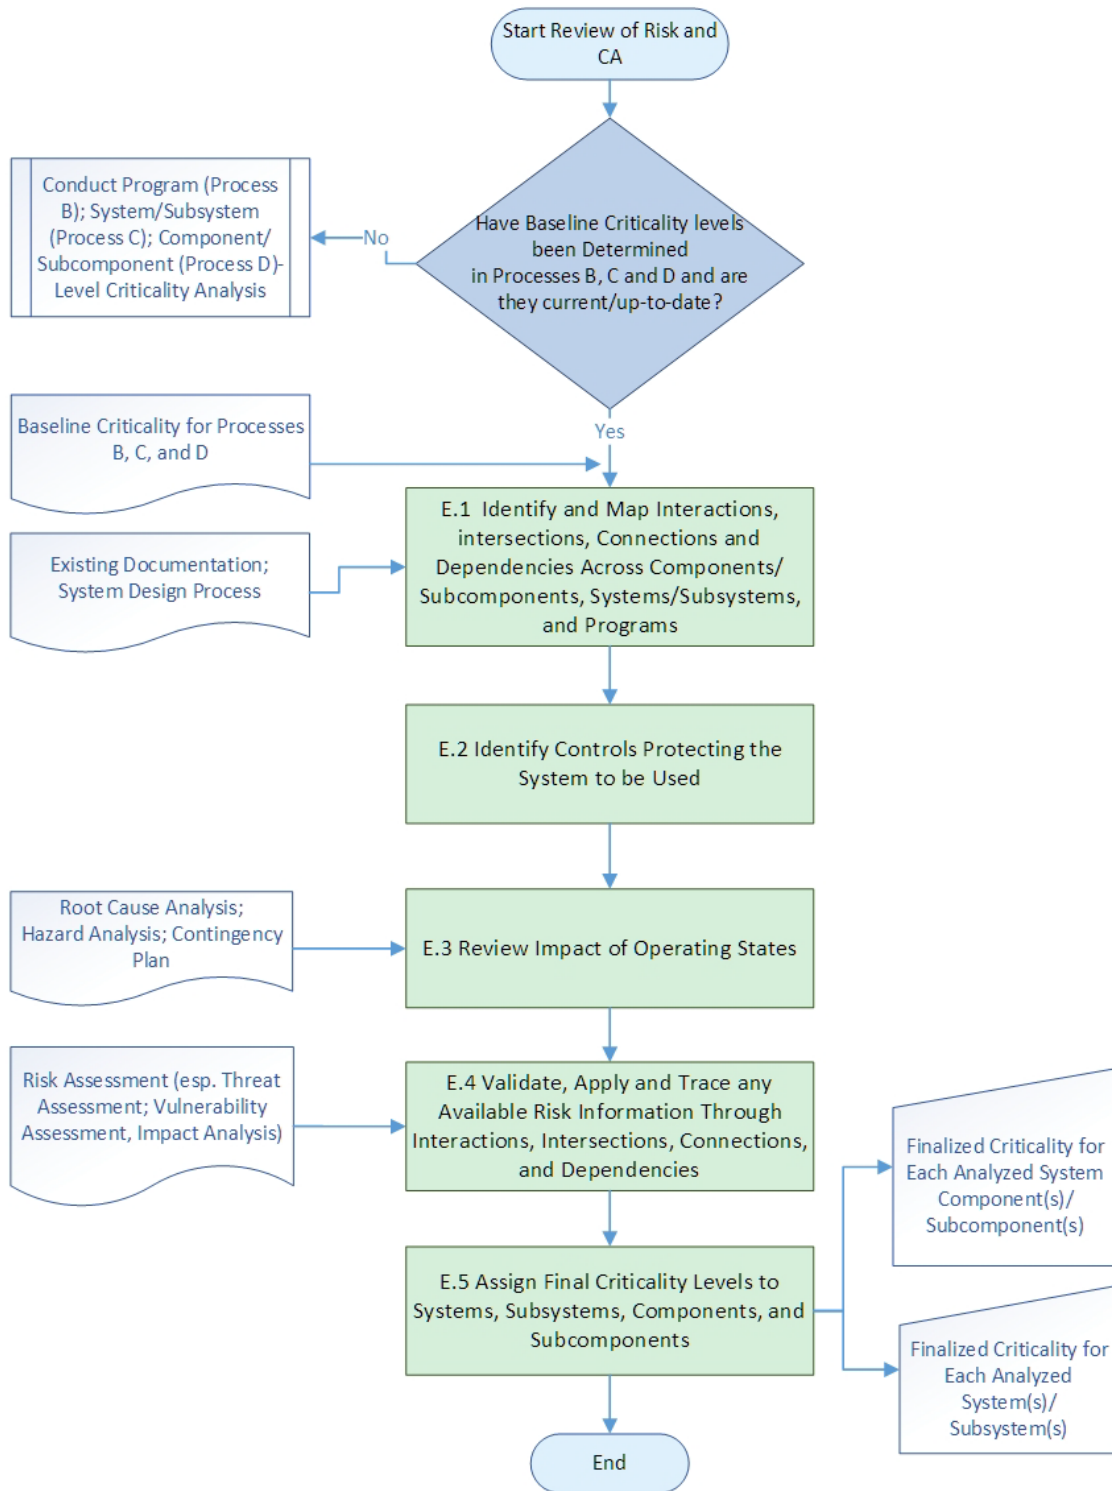 Start Review of Risk and
CA
Have Baseline Criticality levels
been Determined
in Processes B, C and D and are
they current/up-to-date?
No
Conduct Program (Process
B); System/Subsystem
(Process C); Component/
Subcomponent (Process D)-
Level Criticality Analysis
Yes
Baseline Criticality for Processes
B, C, and D
E.1 Identify and Map Interactions,
intersections, Connections and
Dependencies Across Components/
Subcomponents, Systems/Subsystems,
and Programs
Existing Documentation;
System Design Process
E.2 Identify Controls Protecting the
System to be Used
Root Cause Analysis;
Hazard Analysis; Contingency
Plan
E.3 Review Impact of Operating States
Risk Assessment (esp. Threat
Assessment; Vulnerability
Assessment, Impact Analysis)
E.4 Validate, Apply and Trace any
Available Risk Information Through
Interactions, Intersections, Connections,
and Dependencies
E.5 Assign Final Criticality Levels to
Systems, Subsystems, Components, and
Subcomponents
Finalized Criticality for
Each Analyzed System
Component(s)/
Subcomponent(s)
Finalized Criticality for
Each Analyzed
System(s)/
Subsystem(s)
End